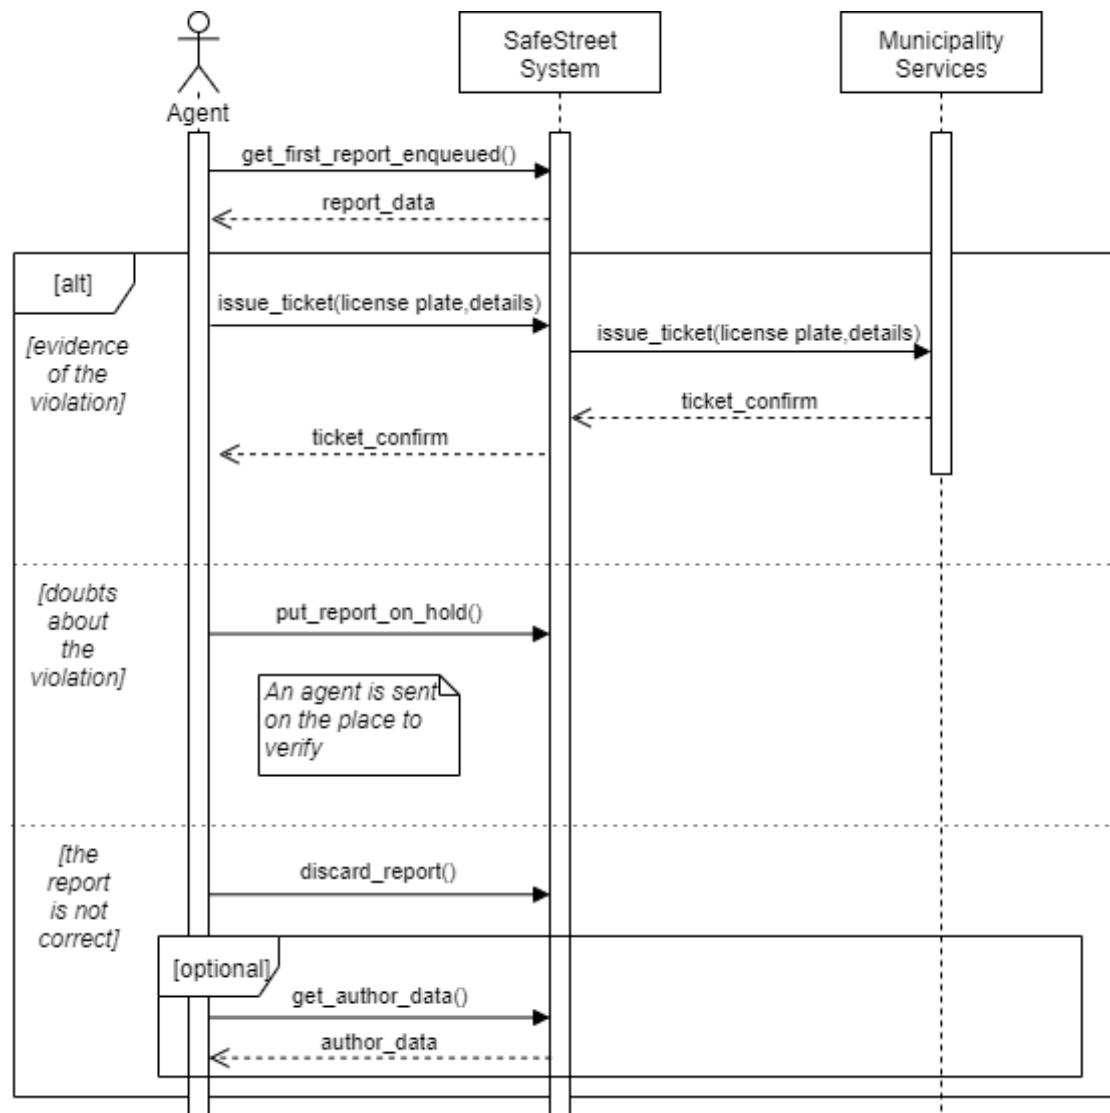 SafeStreet
System
Municipality
Services
Agent
get_first_report_enqueued()
report_data
[alt]
issue_ticket(license plate,details)
issue_ticket(license plate,details)
[evidence
of the
violation]
ticket_confirm
ticket_confirm
[doubts
about
the
violation]
put_report_on_hold()
An agent is sent
on the place to
verify
[the
report
is not
correct]
discard_report()
[optional]
get_author_data()
author_data